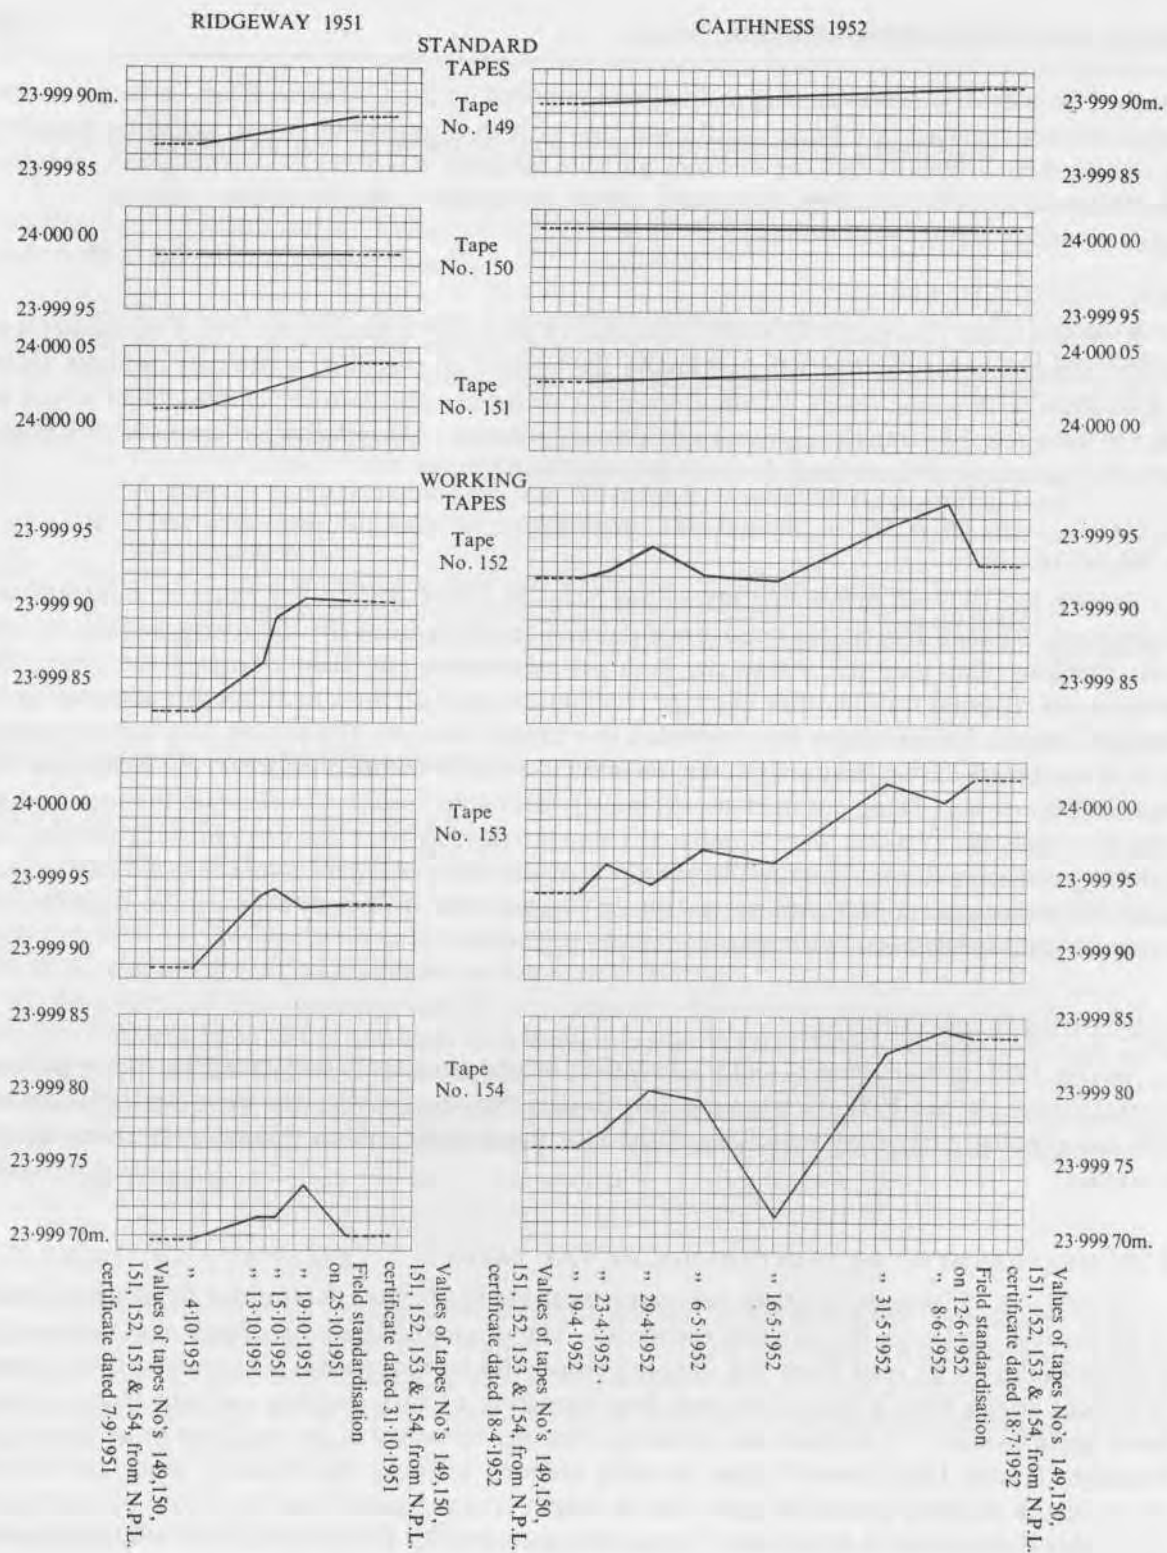 RIDGEWAY 1951
CAITHNESS 1952
STANDARD
TAPES
23·999 90m.
23·999 85
Tape
No. 149
23·999 90m.
23·999 85
24·000 00
23·999 95
Tape
No. 150
24·000 00
23·999 95
24·000 05
24·000 00
Tape
No. 151
24·000 05
24·000 00
WORKING
TAPES
23·999 95
23·999 90
23·999 85
Tape
No. 152
23·999 95
23·999 90
23·999 85
24·000 00
23·999 95
23·999 90
Tape
No. 153
24·000 00
23·999 95
23·999 90
23·999 85
23·999 80
23·999 75
23·999 70m.
Tape
No. 154
23·999 85
23·999 80
23·999 75
23·999 70m.
Values of tapes No's 149,150,
151, 152, 153 & 154, from N.P.L.
certificate dated 7·9·1951
" 4·10·1951
" 13·10·1951
" 15·10·1951
" 19·10·1951
Field standardisation
on 25·10·1951
Values of tapes No's 149,150,
151, 152, 153 & 154, from N.P.L.
certificate dated 31·10·1951
Values of tapes No's 149,150,
151, 152, 153 & 154, from N.P.L.
certificate dated 18·4·1952
" 19·4·1952
" 23·4·1952
" 29·4·1952
" 6·5·1952
" 16·5·1952
" 31·5·1952
" 8·6·1952
Field standardisation
on 12·6·1952
Values of tapes No's 149,150,
151, 152, 153 & 154, from N.P.L.
certificate dated 18·7·1952